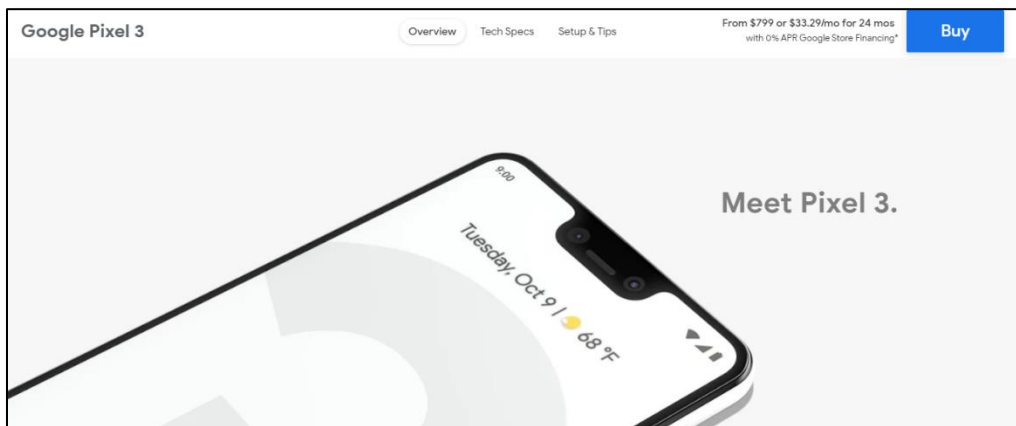 Google Pixel 3
Overview
Tech Specs
Setup & Tips
From $799 or $33.29/mo for 24 mos
with 0% APR Google Store Financing*
Buy
Meet Pixel 3.
9:00
Tuesday, Oct 9 | 68 °F